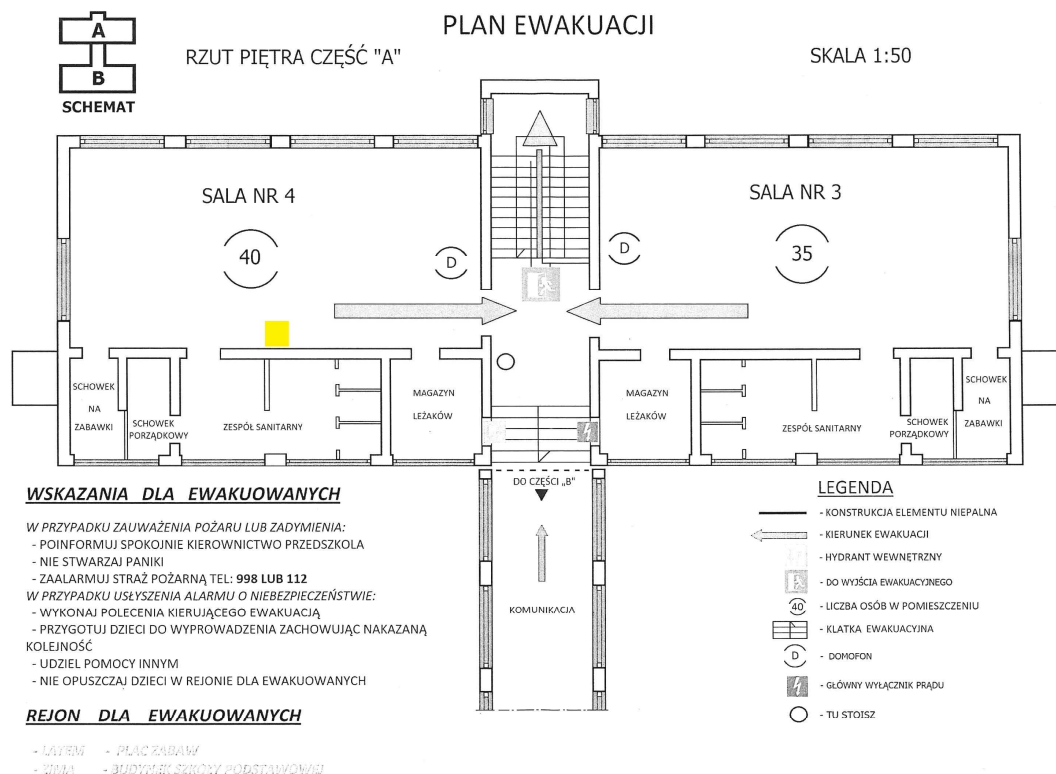 PLAN EWAKUACJI
A
B
SCHEMAT
RZUT PIĘTRA CZĘŚĆ "A"
SKALA 1:50
SALA NR 4
40
D
SALA NR 3
35
D
SCHOWEK
NA
ZABAWKI
SCHOWEK
PORZĄDKOWY
ZESPÓŁ SANITARNY
MAGAZYN
LEŻAKÓW
MAGAZYN
LEŻAKÓW
ZESPÓŁ SANITARNY
SCHOWEK
PORZĄDKOWY
SCHOWEK
NA
ZABAWKI
DO CZĘŚCI „B"
KOMUNIKACJA
WSKAZANIA DLA EWAKUOWANYCH
W PRZYPADKU ZAUWAŻENIA POŻARU LUB ZADYMIENIA:
- POINFORMUJ SPOKOJNIE KIEROWNICTWO PRZEDSZKOLA
- NIE STWARZAJ PANIKI
- ZAALARMUJ STRAŻ POŻARNĄ TEL: 998 LUB 112
W PRZYPADKU USŁYSZENIA ALARMU O NIEBEZPIECZEŃSTWIE:
- WYKONAJ POLECENIA KIERUJĄCEGO EWAKUACJĄ
- PRZYGOTUJ DZIECI DO WYPROWADZENIA ZACHOWUJĄC NAKAZANĄ
KOLEJNOŚĆ
- UDZIEL POMOCY INNYM
- NIE OPUSZCZAJ DZIECI W REJONIE DLA EWAKUOWANYCH
REJON DLA EWAKUOWANYCH
- LATEM - PLAC ZABAW
- ZIMA - BUDYNEK SZKOŁY PODSTAWOWEJ
LEGENDA
- KONSTRUKCJA ELEMENTU NIEPALNA
- KIERUNEK EWAKUACJI
- HYDRANT WEWNĘTRZNY
- DO WYJŚCIA EWAKUACYJNEGO
40 - LICZBA OSÓB W POMIESZCZENIU
- KLATKA EWAKUACYJNA
D - DOMOFON
- GŁÓWNY WYŁĄCZNIK PRĄDU
- TU STOISZ